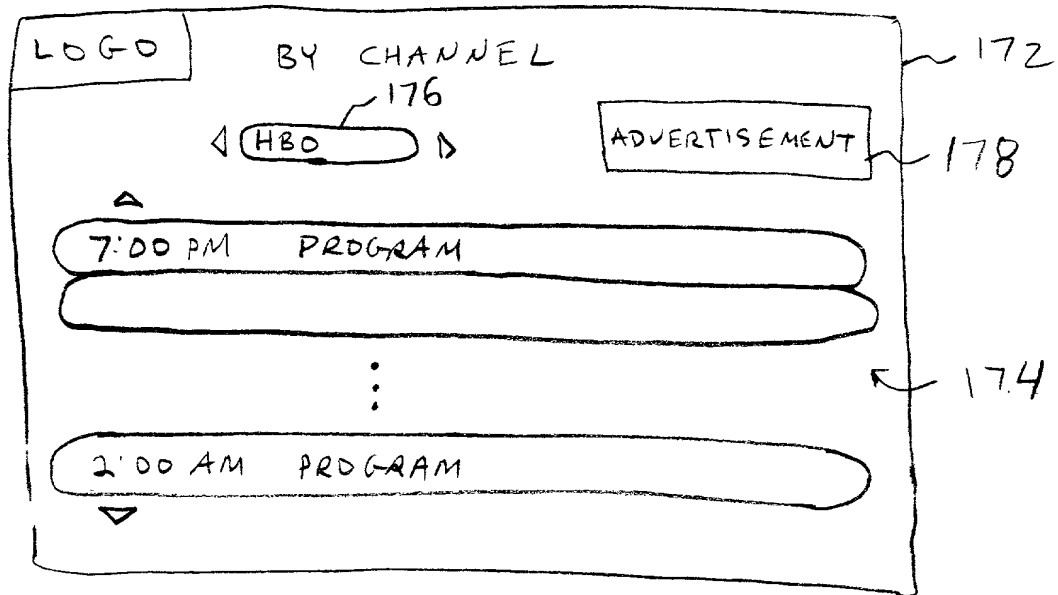 LOGO
BY CHANNEL
172
176
HBO
ADVERTISEMENT
178
7:00 PM PROGRAM
174
2:00 AM PROGRAM